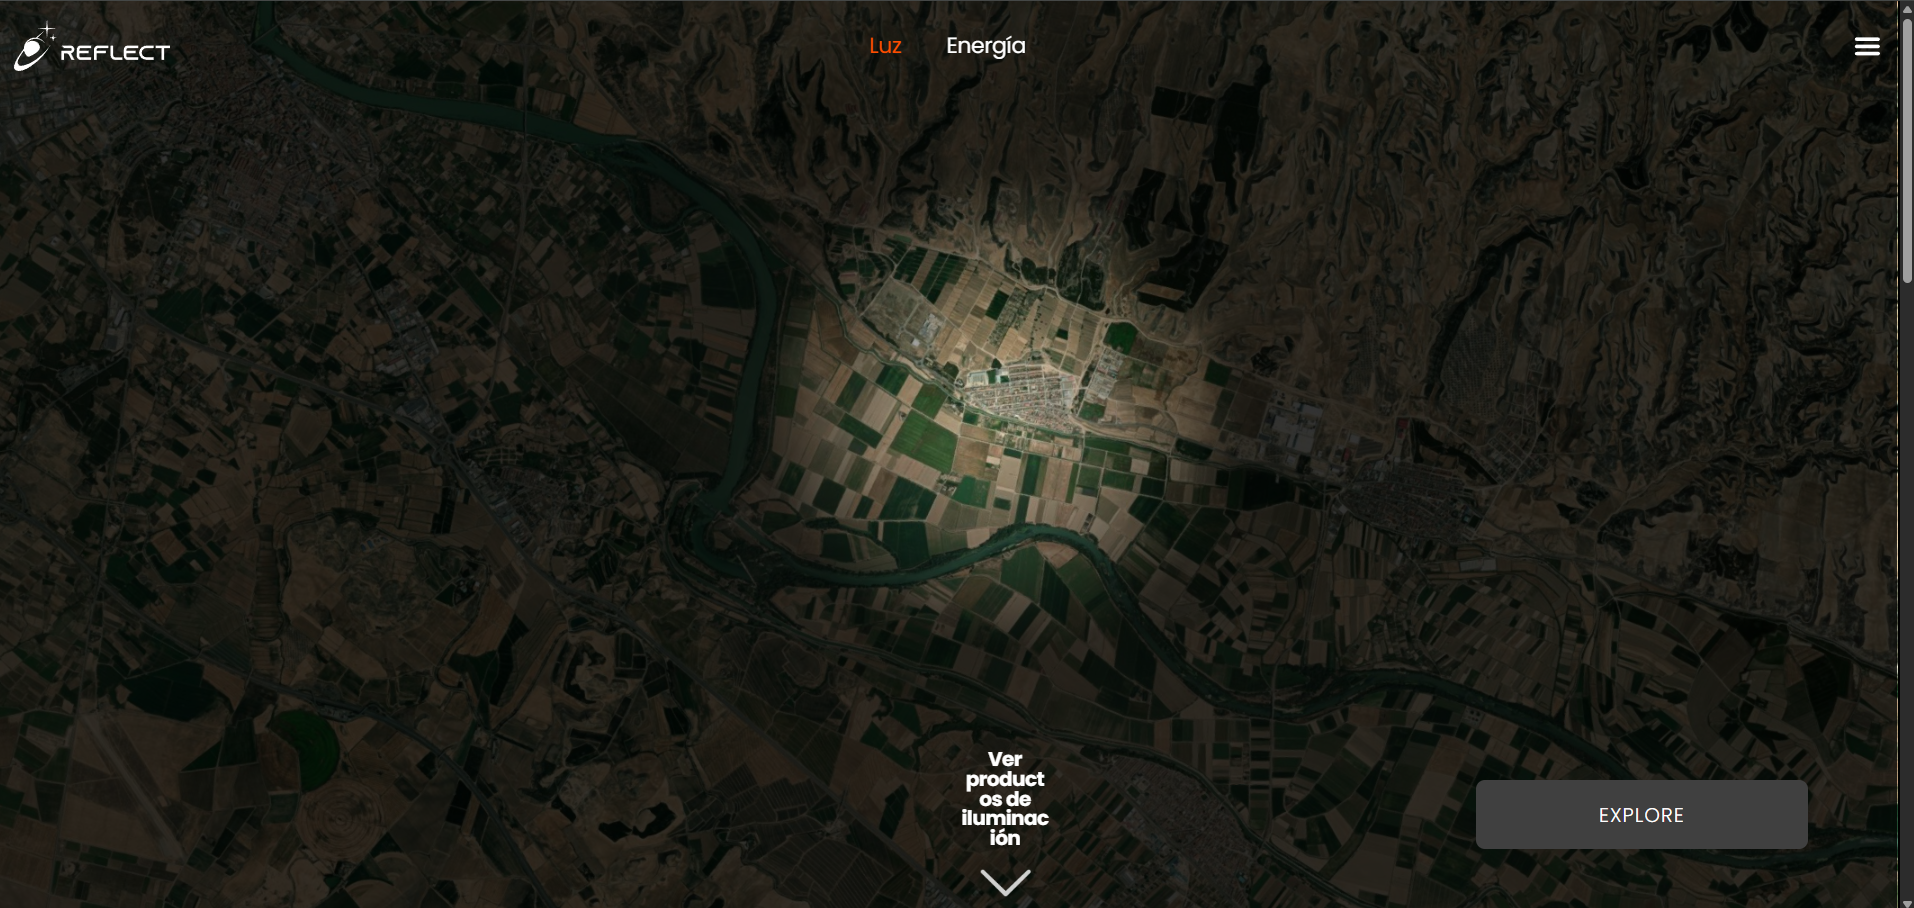 REFLECT
Luz
Energía
Ver
product
os de
iluminac
ión
EXPLORE